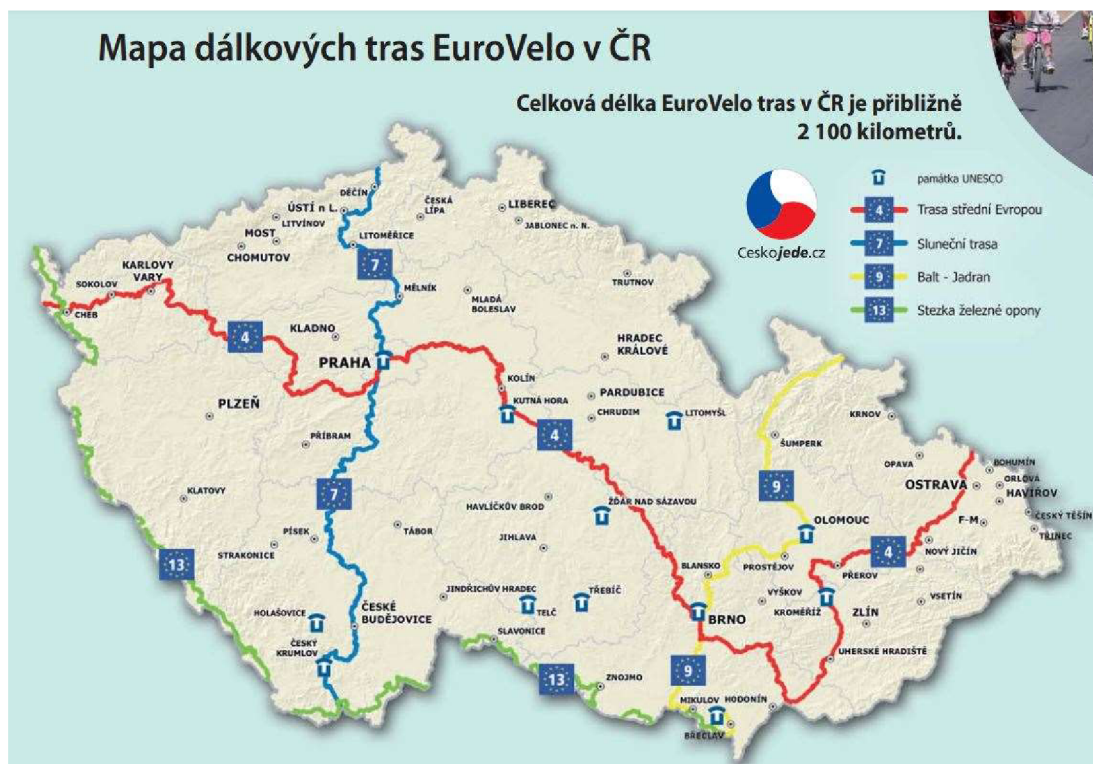 Mapa dálkových tras EuroVelo v ČR
Celková délka EuroVelo tras v ČR je přibližně
2 100 kilometrů.
Českojede.cz
památka UNESCO
4 Trasa střední Evropou
7 Sluneční trasa
9 Balt - Jadran
13 Stezka železné opony
DĚČÍN
ÚSTÍ n L.
LITVÍNOV
ČESKÁ
LÍPA
LIBEREC
JABLONEC n. N.
MOST
CHOMUTOV
LITOMĚŘICE
7
KARLOVY
VARY
SOKOLOV
CHEB
MĚLNÍK
MLADÁ
BOLESLAV
TRUTNOV
4
KLADNO
PRAHA
HRADEC
KRÁLOVÉ
KOLÍN
KUTNÁ HORA
PARDUBICE
CHRUDIM
LITOMYŠL
PLZEŇ
PŘÍBRAM
4
ŠUMPERK
KRNOV
OPAVA
BOHUMÍN
OSTRAVA
ORLOVÁ
HAVÍŘOV
KLATOVY
7
HAVLÍČKŮV BROD
ŽĎÁR NAD SÁZAVOU
9
OLOMOUC
F-M
ČESKÝ TĚŠÍN
TŘINEC
PÍSEK
STRAKONICE
TÁBOR
JIHLAVA
13
BLANSKO
PROSTĚJOV
PŘEROV
4
NOVÝ JIČÍN
JINDŘICHŮV HRADEC
TELČ
TŘEBÍČ
VYŠKOV
KROMĚŘÍŽ
ZLÍN
VSETÍN
HOLAŠOVICE
ČESKÉ
BUDĚJOVICE
ČESKÝ
KRUMLOV
SLAVONICE
BRNO
UHERSKÉ HRADIŠTĚ
13
ZNOJMO
9
MIKULOV
HODONÍN
BŘECLAV